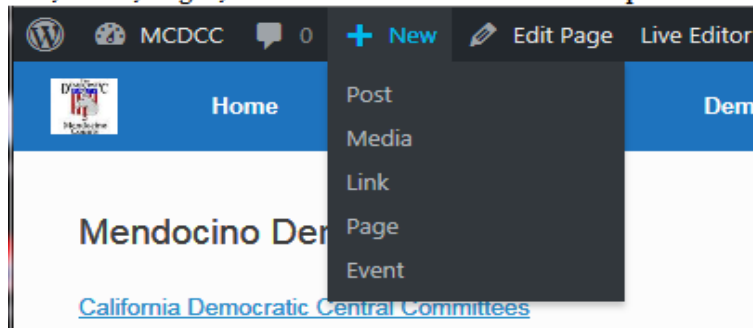 MCDCC 0 New Edit Page Live Editor
Home
Dem
Post
Media
Link
Page
Event
Mendocino Der
California Democratic Central Committees